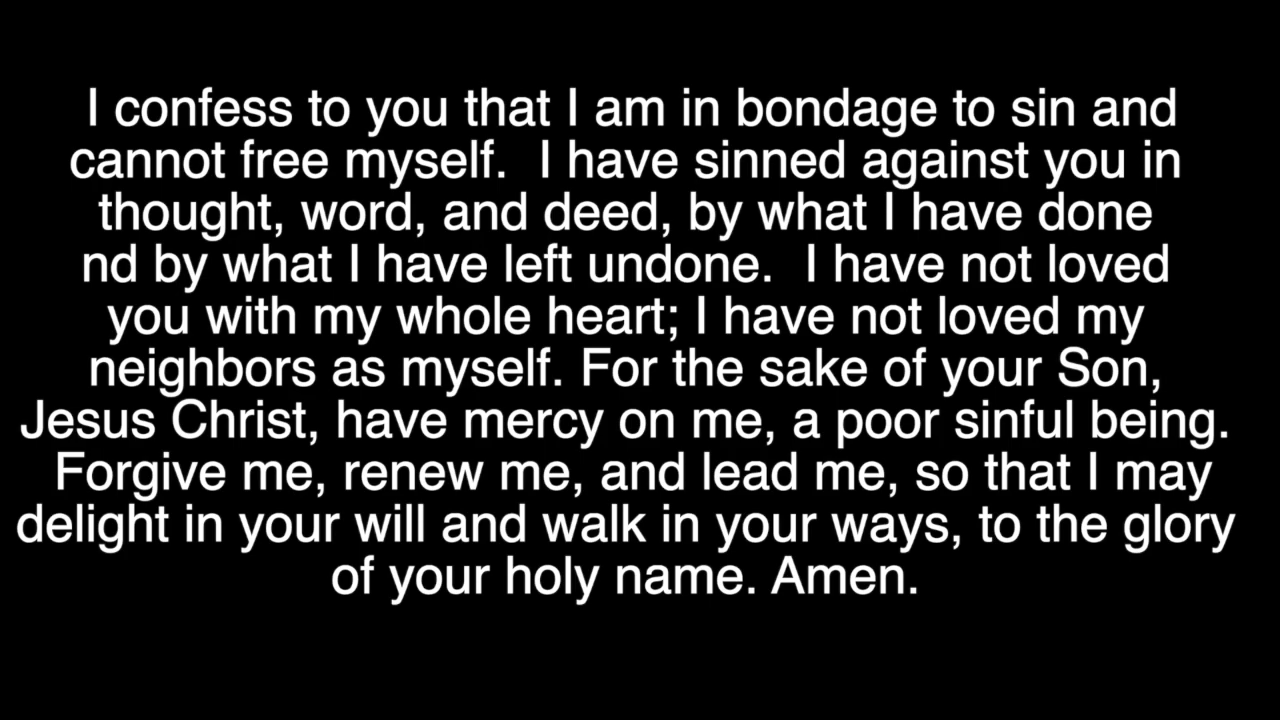 I confess to you that I am in bondage to sin and
cannot free myself.  I have sinned against you in
thought, word, and deed, by what I have done
nd by what I have left undone.  I have not loved
you with my whole heart; I have not loved my
neighbors as myself. For the sake of your Son,
Jesus Christ, have mercy on me, a poor sinful being.
Forgive me, renew me, and lead me, so that I may
delight in your will and walk in your ways, to the glory
of your holy name. Amen.